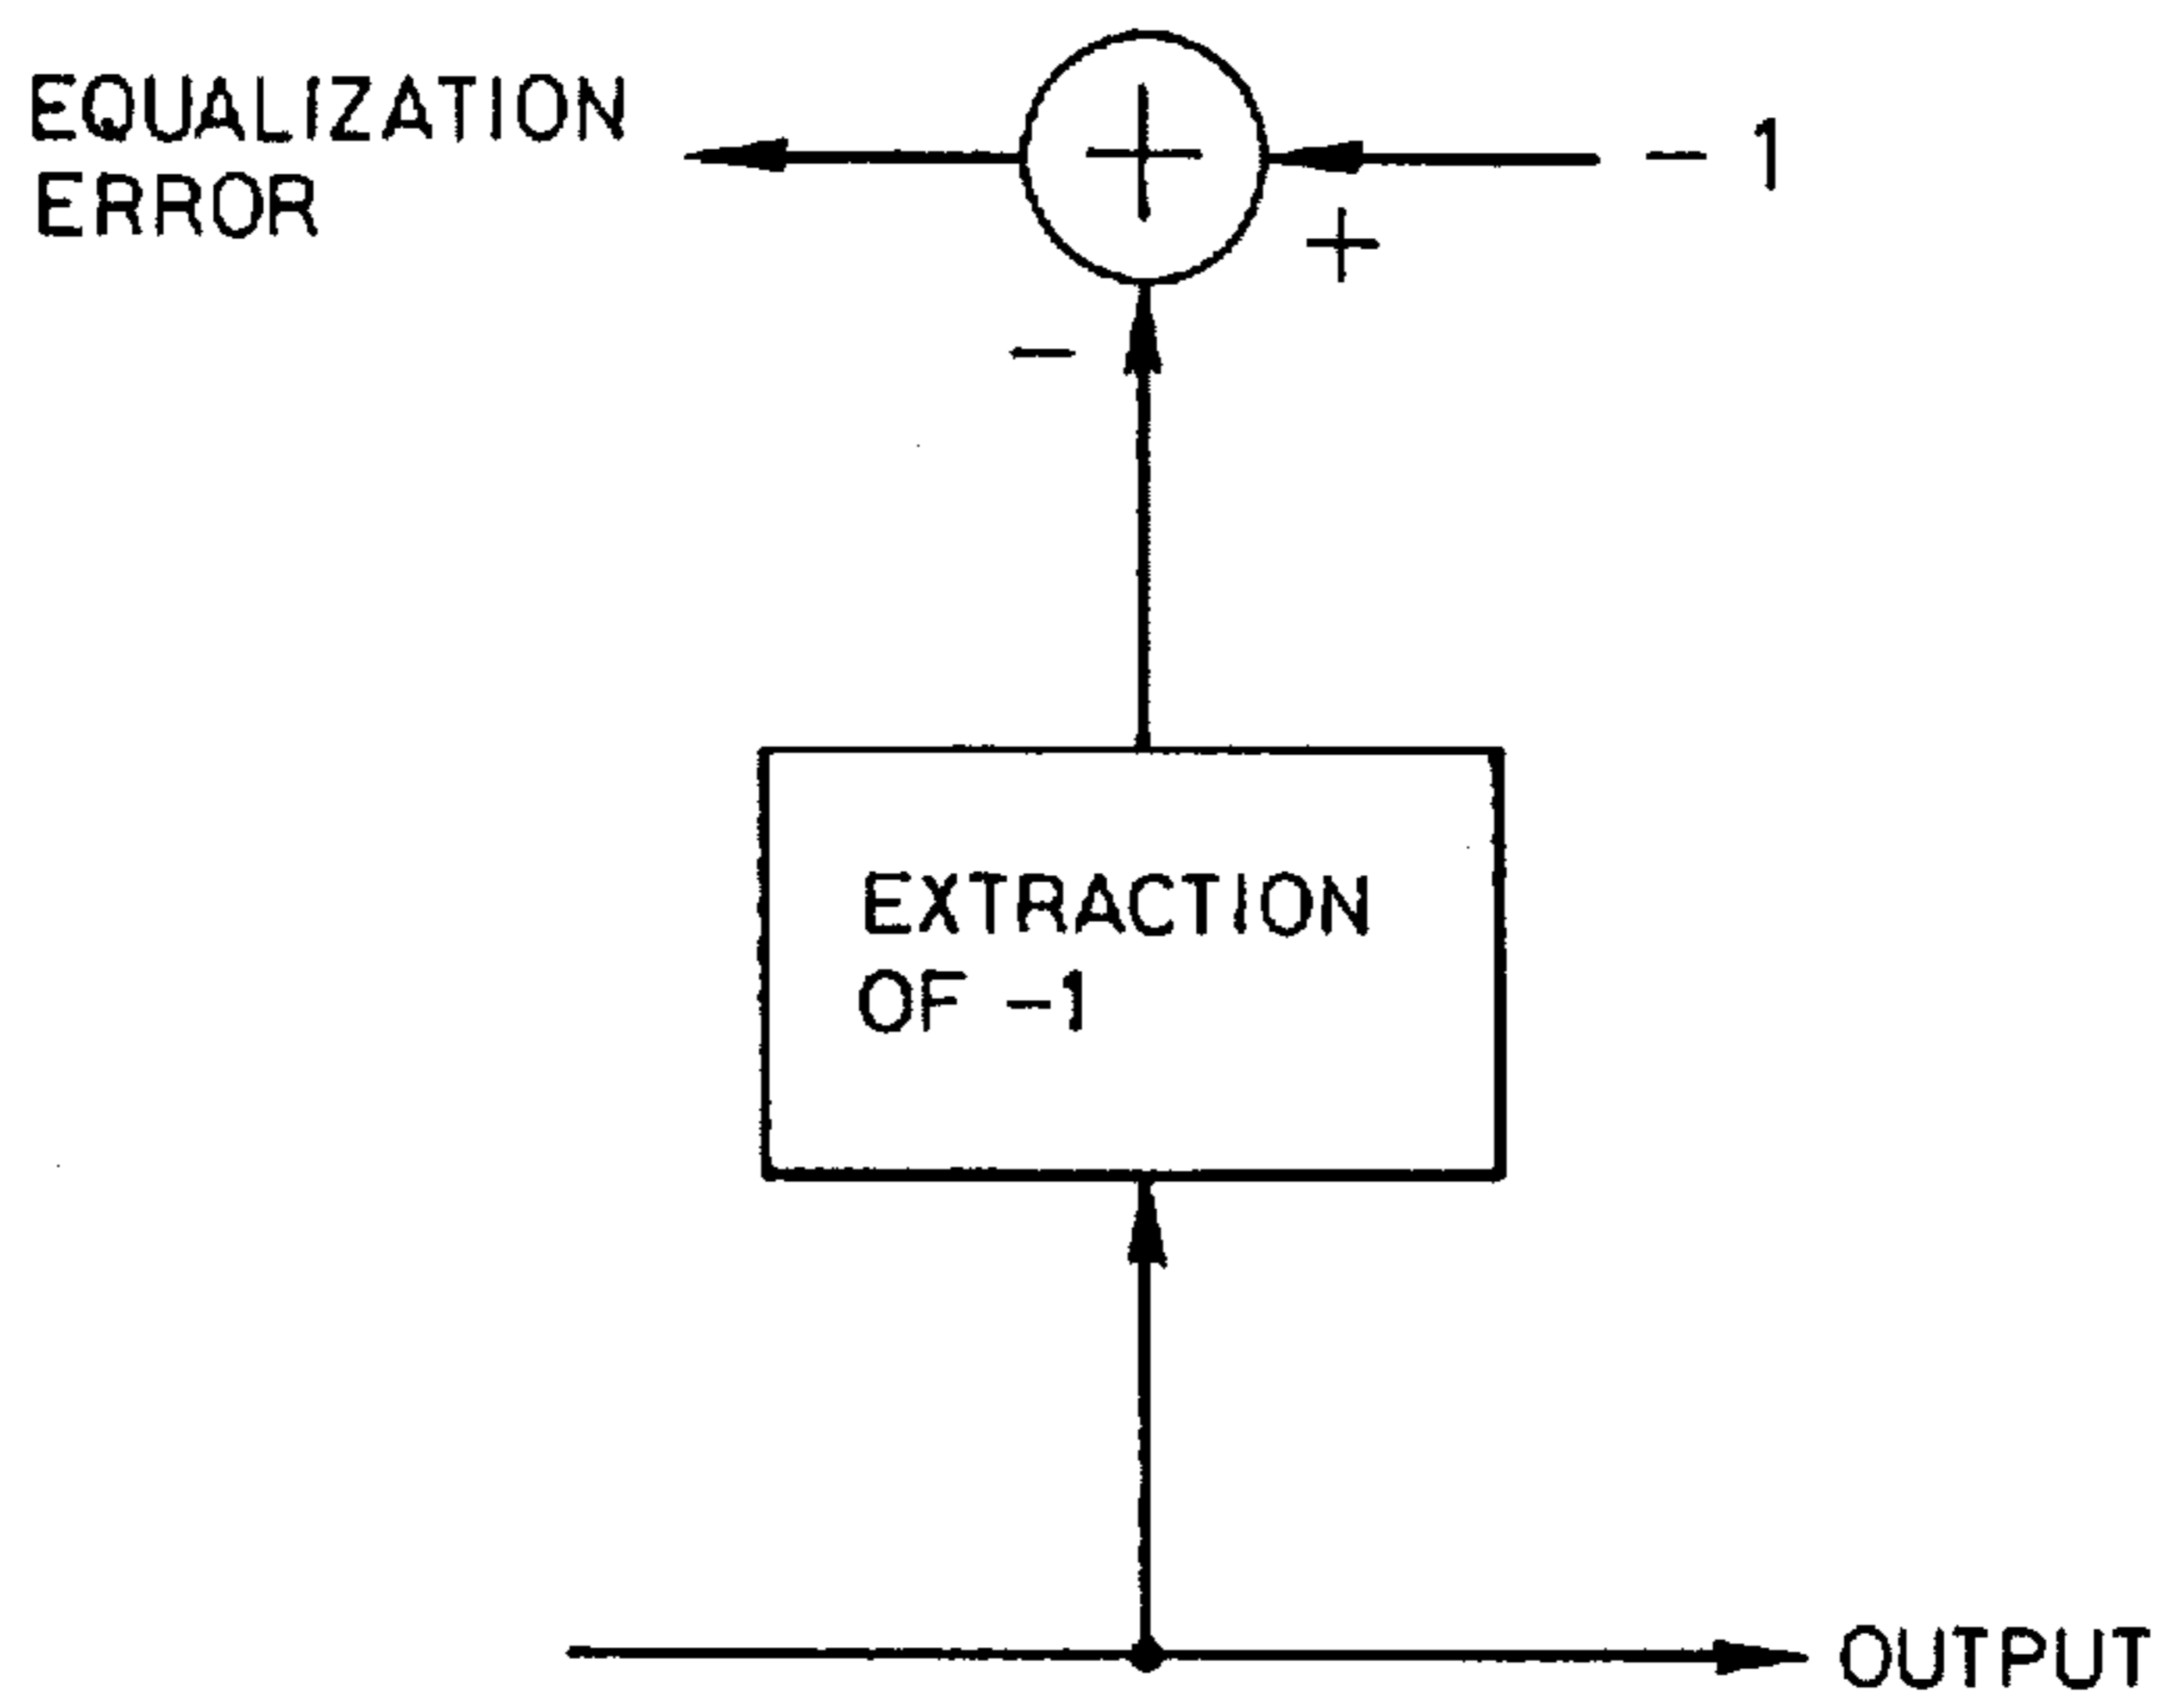 EQUALIZATION
ERROR
- 1
+
-
EXTRACTION
OF -1
OUTPUT